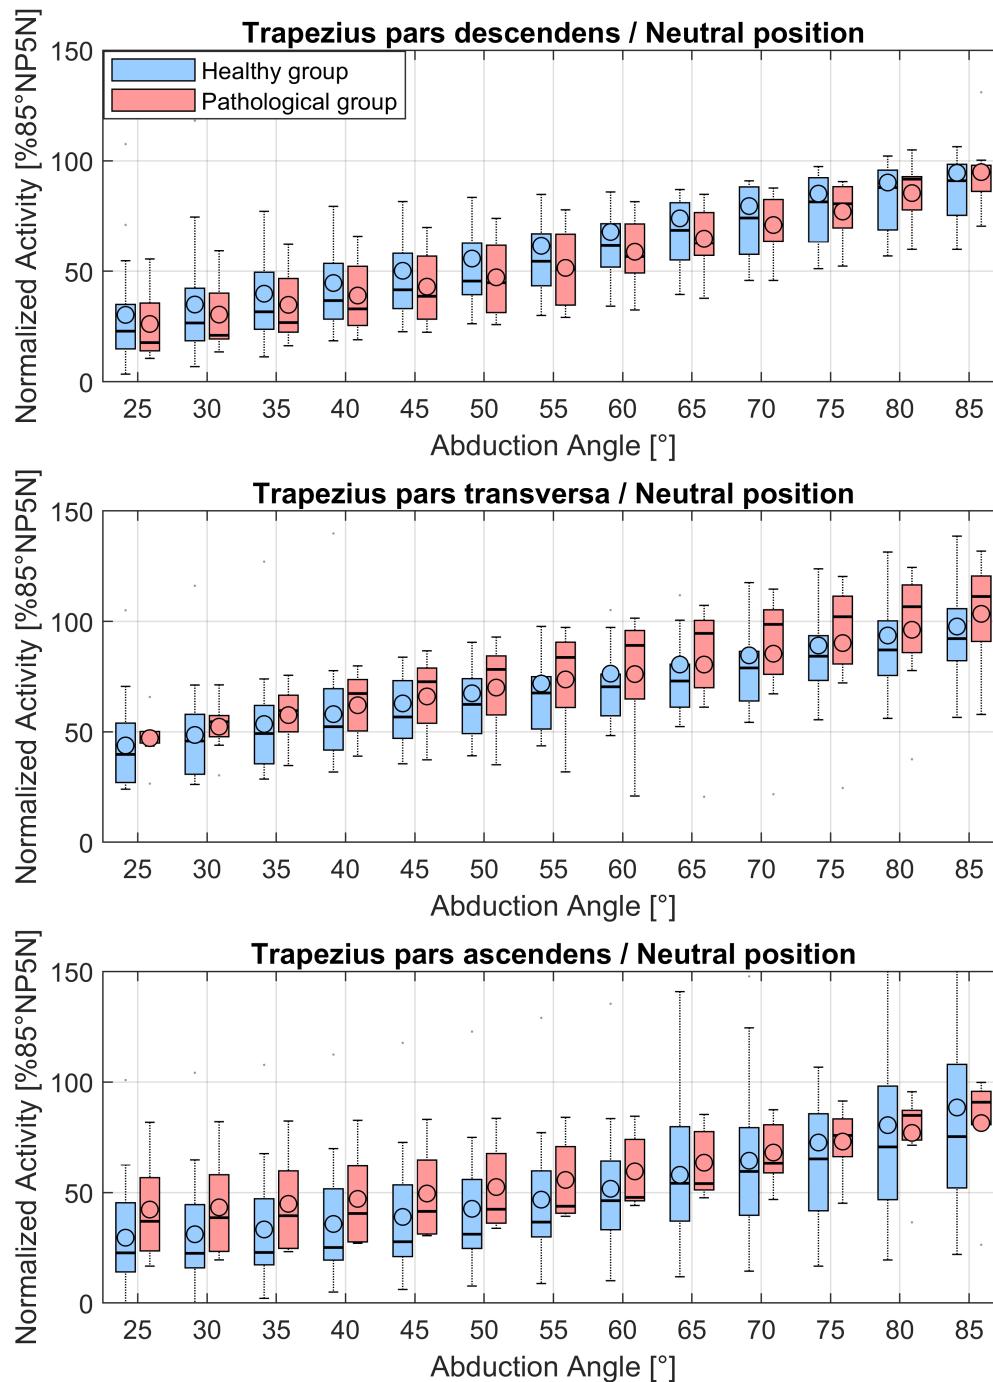 Trapezius pars descendens / Neutral position
Normalized Activity [%85°NP5N]
150
100
50
0
Healthy group
Pathological group
25 30 35 40 45 50 55 60 65 70 75 80 85
Abduction Angle [°]
Trapezius pars transversa / Neutral position
Normalized Activity [%85°NP5N]
150
100
50
0
25 30 35 40 45 50 55 60 65 70 75 80 85
Abduction Angle [°]
Trapezius pars ascendens / Neutral position
Normalized Activity [%85°NP5N]
150
100
50
0
25 30 35 40 45 50 55 60 65 70 75 80 85
Abduction Angle [°]